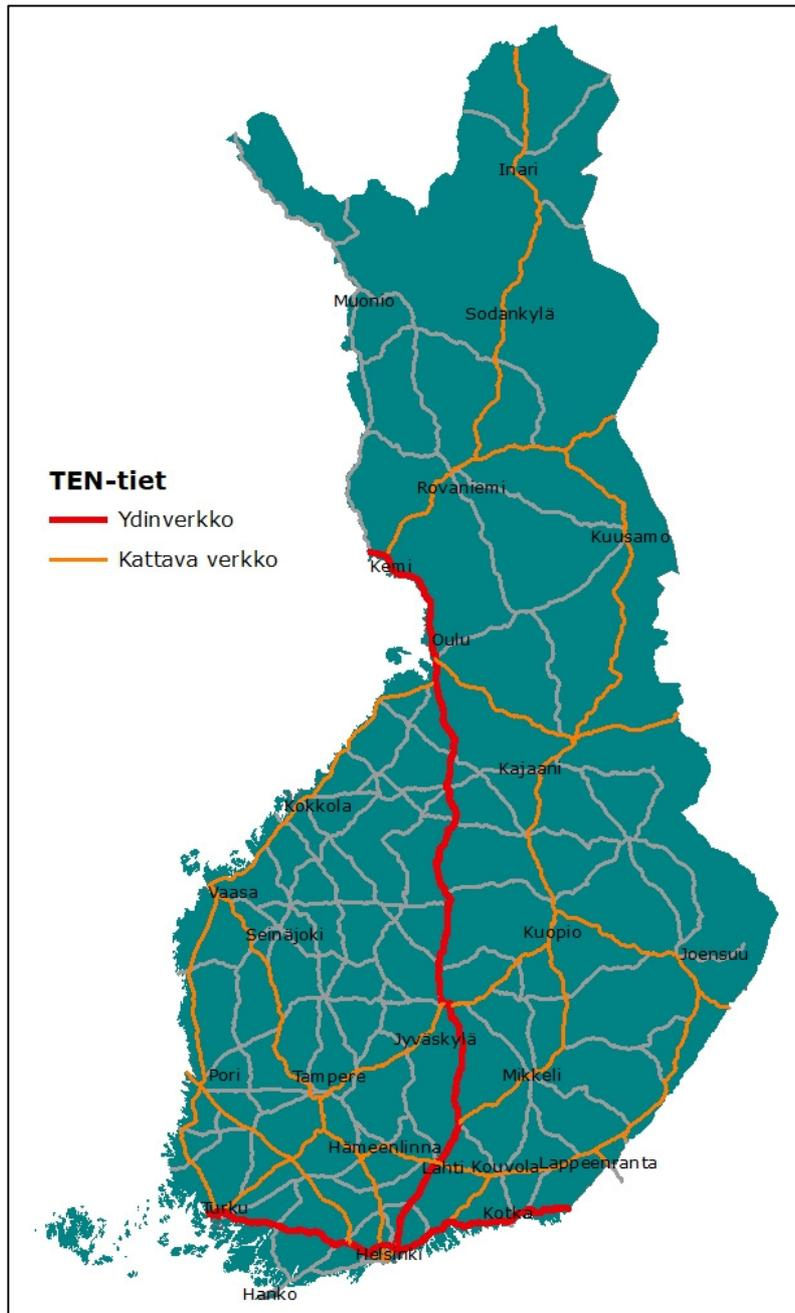 Inari
Muonio
Sodankylä
TEN-tiet
Ydinverkko
Kattava verkko
Rovaniemi
Kuusamo
Kemi
Oulu
Kajaani
Kokkola
Vaasa
Seinäjoki
Kuopio
Joensuu
Jyväskylä
Pori
Tampere
Mikkeli
Hämeenlinna
Lahti
Kouvola
Lappeenranta
Turku
Kotka
Helsinki
Hanko